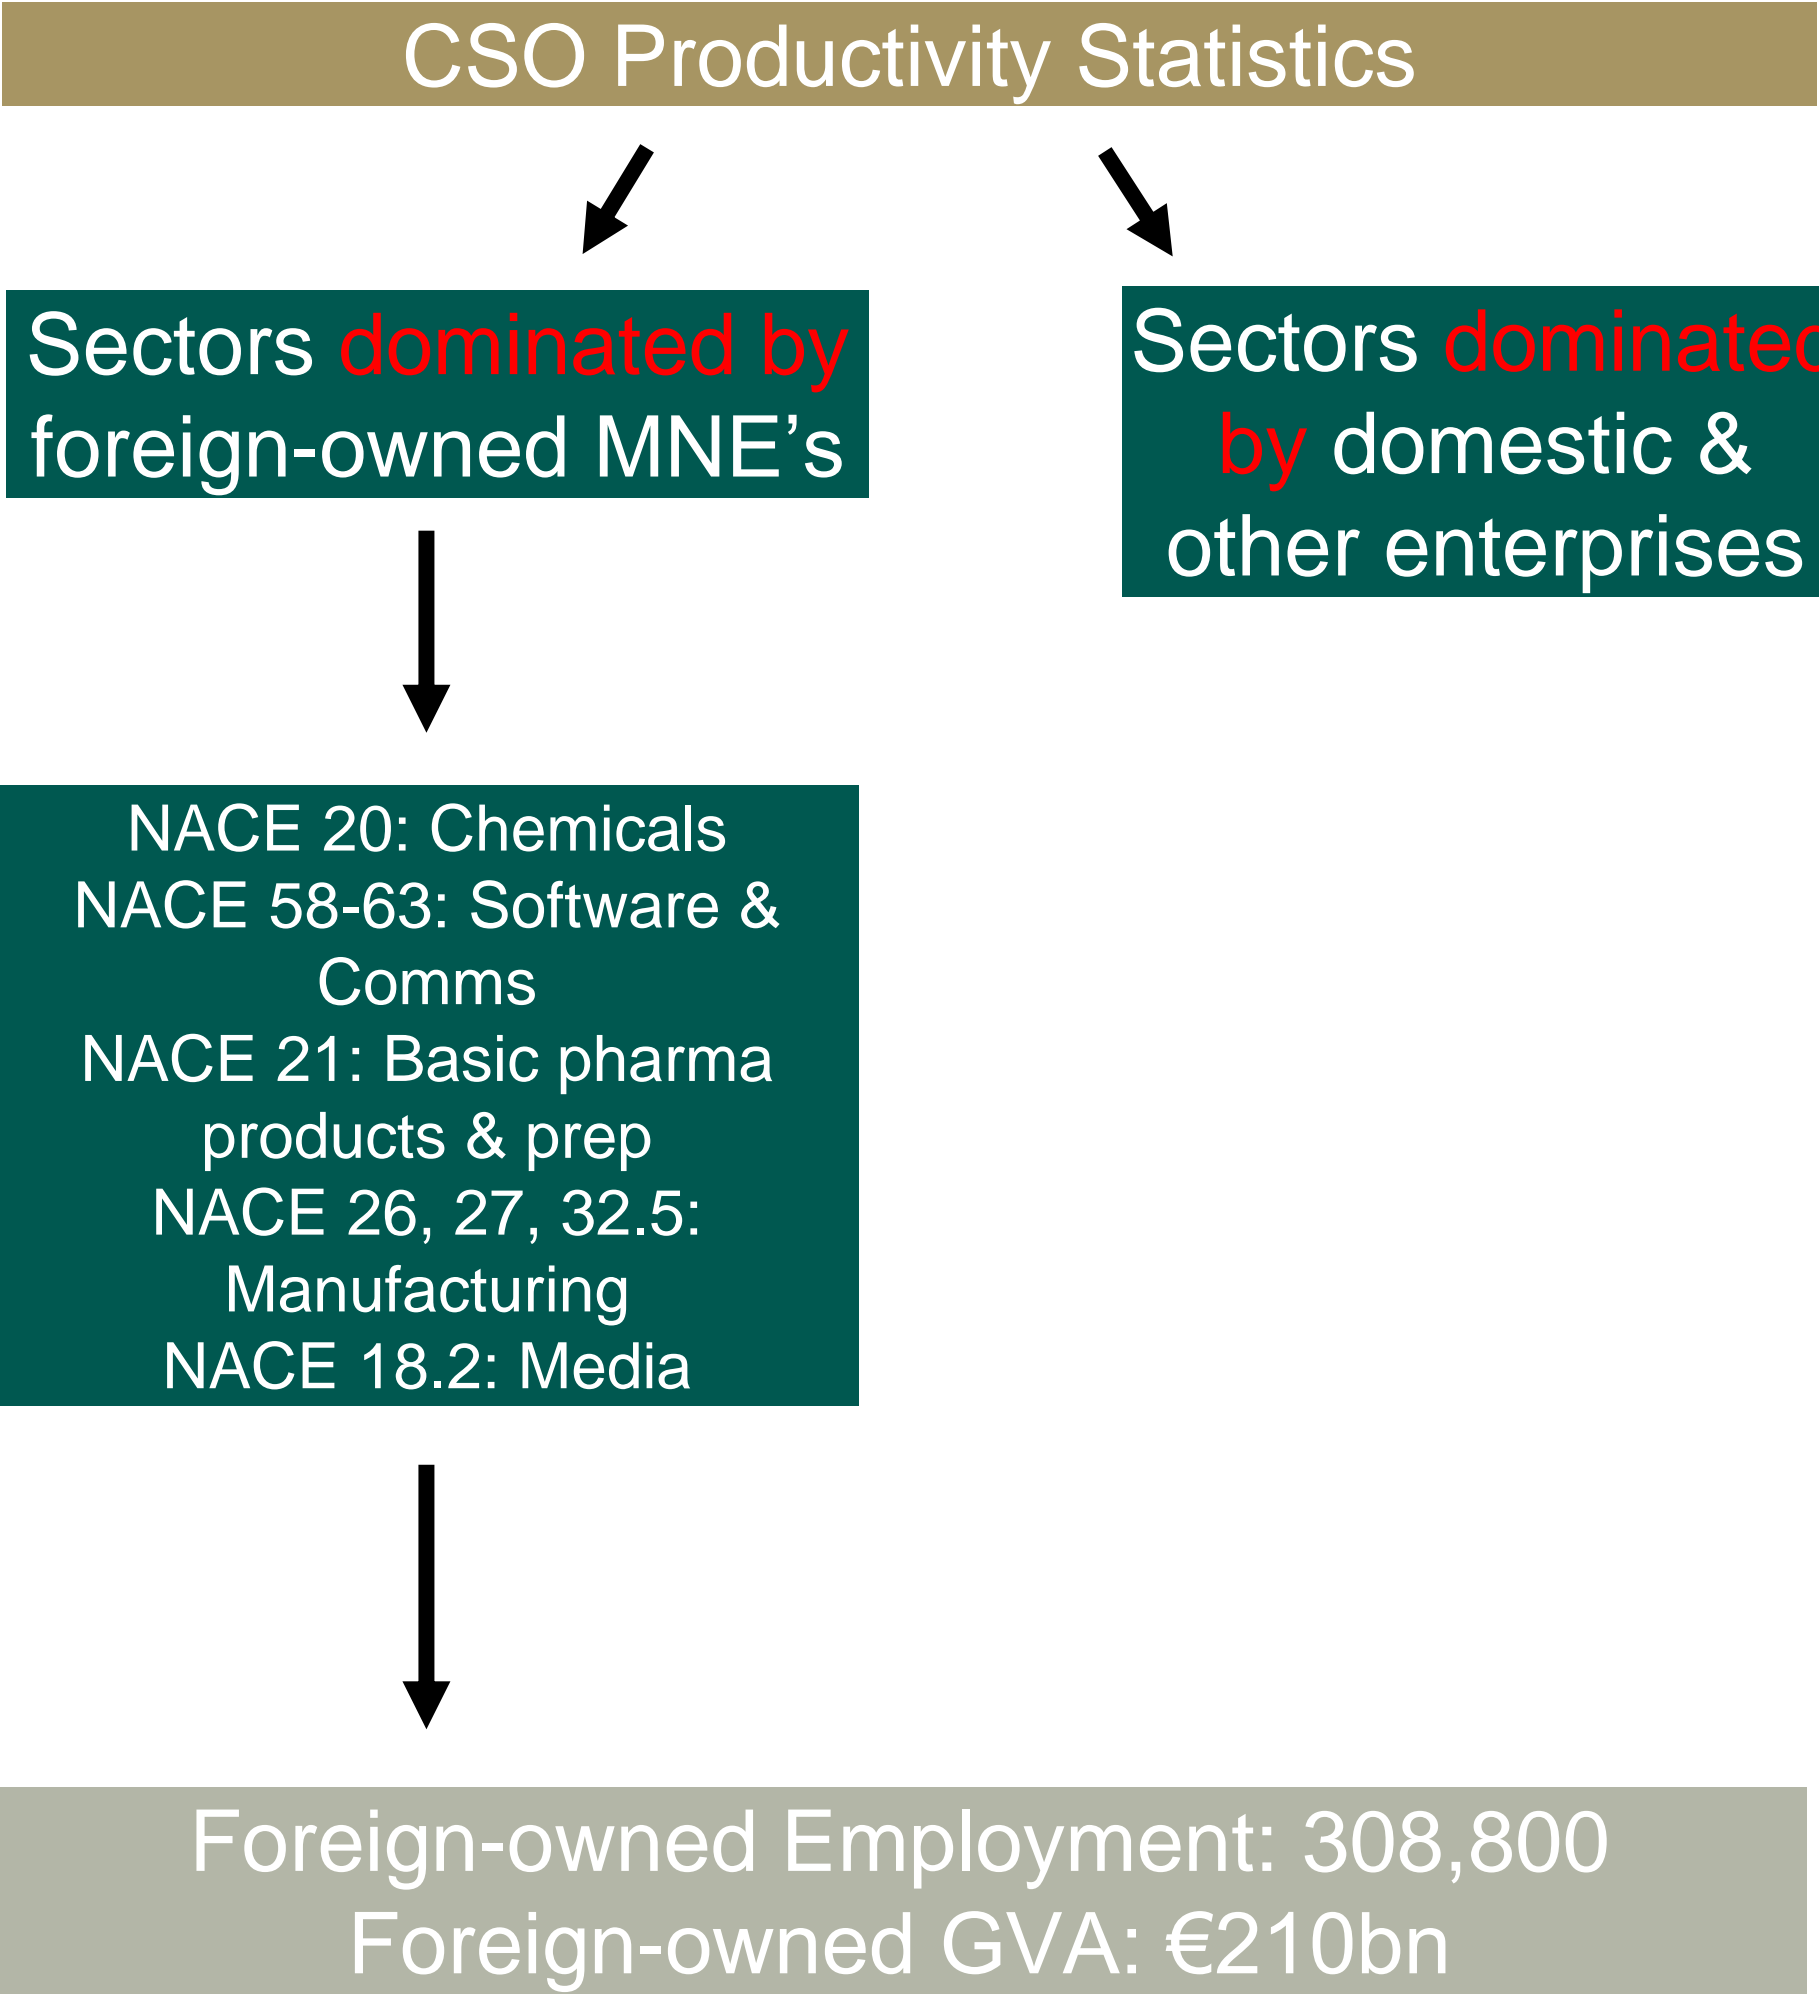 CSO Productivity Statistics
Sectors dominated by
foreign-owned MNE’s
Sectors dominated
by domestic &
other enterprises
NACE 20: Chemicals
NACE 58-63: Software &
Comms
NACE 21: Basic pharma
products & prep
NACE 26, 27, 32.5:
Manufacturing
NACE 18.2: Media
Foreign-owned Employment: 308,800
Foreign-owned GVA: €210bn